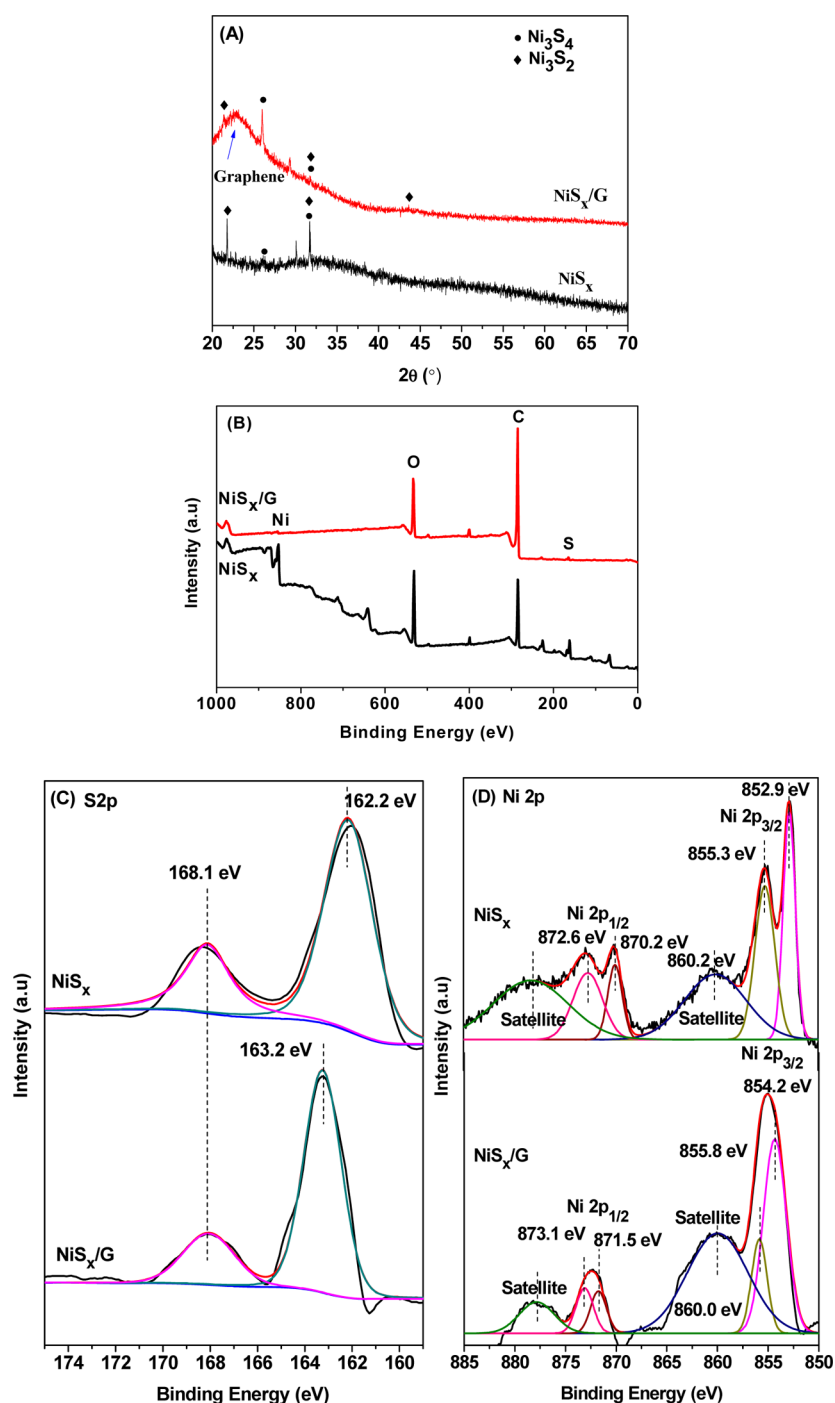 (A)
● Ni₃S₄
◆ Ni₃S₂
Graphene
NiSₓ/G
NiSₓ
20 25 30 35 40 45 50 55 60 65 70
2θ (°)
(B)
C
O
NiSₓ/G
Ni
S
NiSₓ
Intensity (a.u)
1000 800 600 400 200 0
Binding Energy (eV)
(C) S2p
162.2 eV
168.1 eV
NiSₓ
163.2 eV
NiSₓ/G
Intensity (a.u)
174 172 170 168 166 164 162 160
Binding Energy (eV)
(D) Ni 2p
852.9 eV
Ni 2p₃/₂
855.3 eV
NiSₓ
Ni 2p₁/₂
872.6 eV
870.2 eV
860.2 eV
Satellite
Satellite
Ni 2p₃/₂
854.2 eV
NiSₓ/G
855.8 eV
Ni 2p₁/₂
Satellite
873.1 eV
871.5 eV
Satellite
860.0 eV
Intensity (a.u)
885 880 875 870 865 860 855 850
Binding Energy (eV)